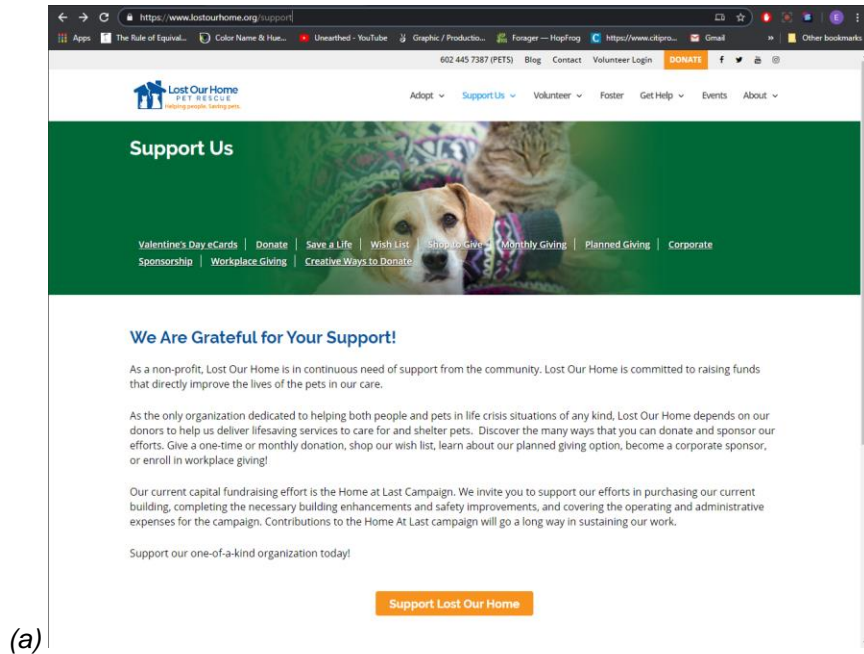 https://www.lostourhome.org/support
E
Apps The Rule of Equival... Color Name & Hue... Unearthed - YouTube Graphic / Productio... Forager — HopFrog https://www.citipro... Gmail » Other bookmarks
602 445 7387 (PETS) Blog Contact Volunteer Login DONATE
Lost Our Home
PET RESCUE
Helping people. Saving pets.
Adopt Support Us Volunteer Foster Get Help Events About
Support Us
Valentine's Day eCards | Donate | Save a Life | Wish List | Shop to Give | Monthly Giving | Planned Giving | Corporate
Sponsorship | Workplace Giving | Creative Ways to Donate
We Are Grateful for Your Support!
As a non-profit, Lost Our Home is in continuous need of support from the community. Lost Our Home is committed to raising funds
that directly improve the lives of the pets in our care.
As the only organization dedicated to helping both people and pets in life crisis situations of any kind, Lost Our Home depends on our
donors to help us deliver lifesaving services to care for and shelter pets. Discover the many ways that you can donate and sponsor our
efforts. Give a one-time or monthly donation, shop our wish list, learn about our planned giving option, become a corporate sponsor,
or enroll in workplace giving!
Our current capital fundraising effort is the Home at Last Campaign. We invite you to support our efforts in purchasing our current
building, completing the necessary building enhancements and safety improvements, and covering the operating and administrative
expenses for the campaign. Contributions to the Home At Last campaign will go a long way in sustaining our work.
Support our one-of-a-kind organization today!
Support Lost Our Home
(a)